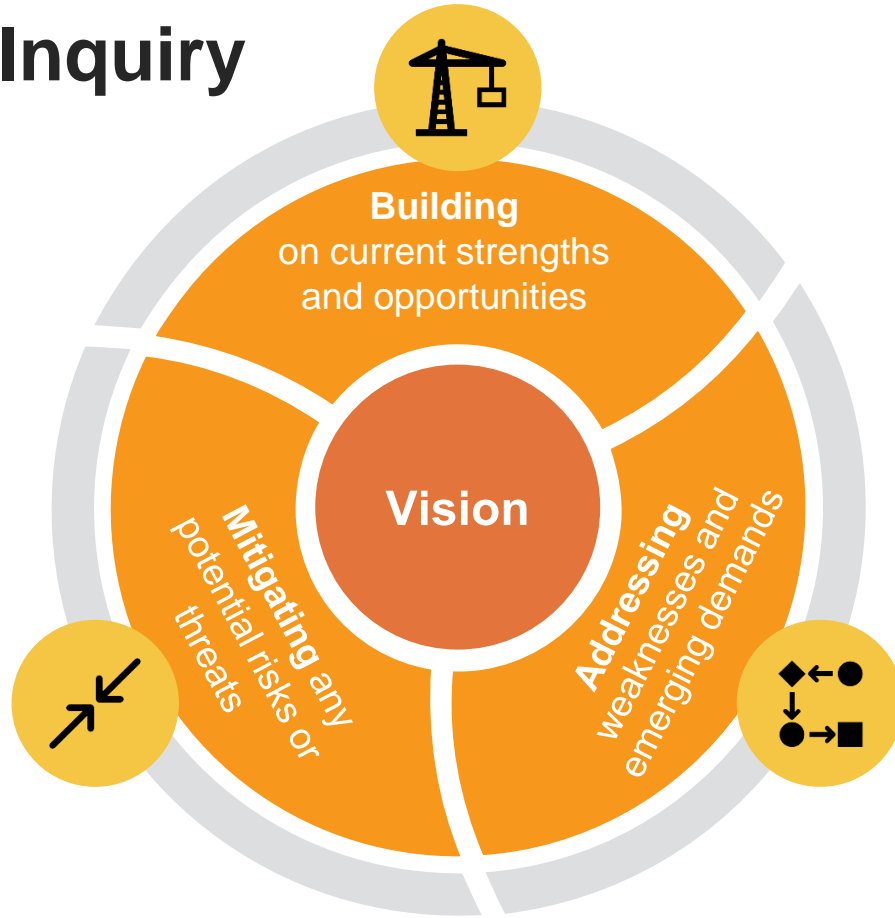 Inquiry
Building
on current strengths
and opportunities
Vision
Addressing
weaknesses and
emerging demands
Mitigating any
potential risks or
threats